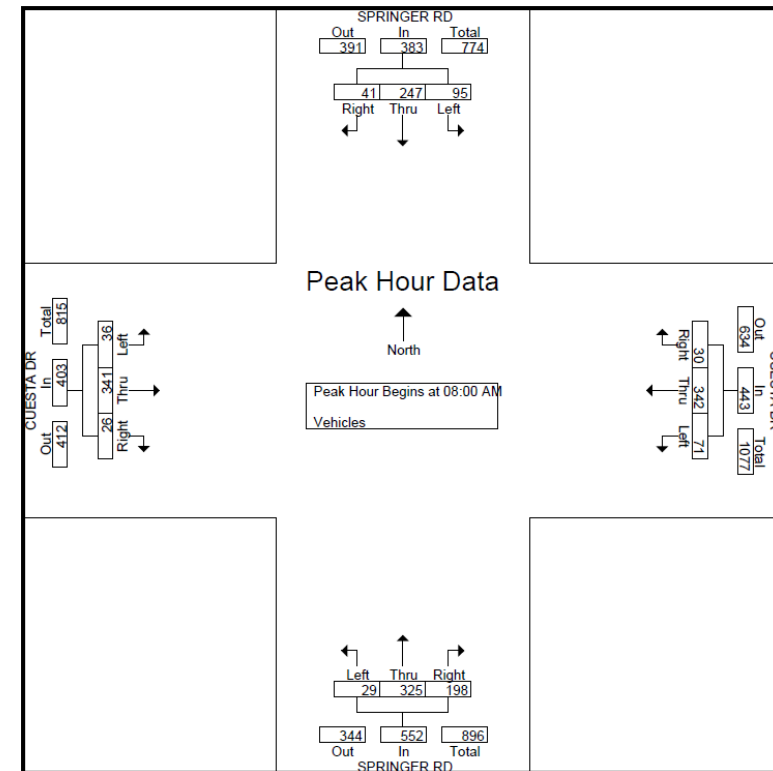 SPRINGER RD
Out In Total
391 383 774
41 247 95
Right Thru Left
Peak Hour Data
North
Peak Hour Begins at 08:00 AM
Vehicles
CUESTA DR
Out In Total
412 403 815
Right Thru Left
26 341 36
CUESTA DR
Out In Total
634 443 1077
Right Thru Left
30 342 71
Left Thru Right
29 325 198
344 552 896
Out In Total
SPRINGER RD